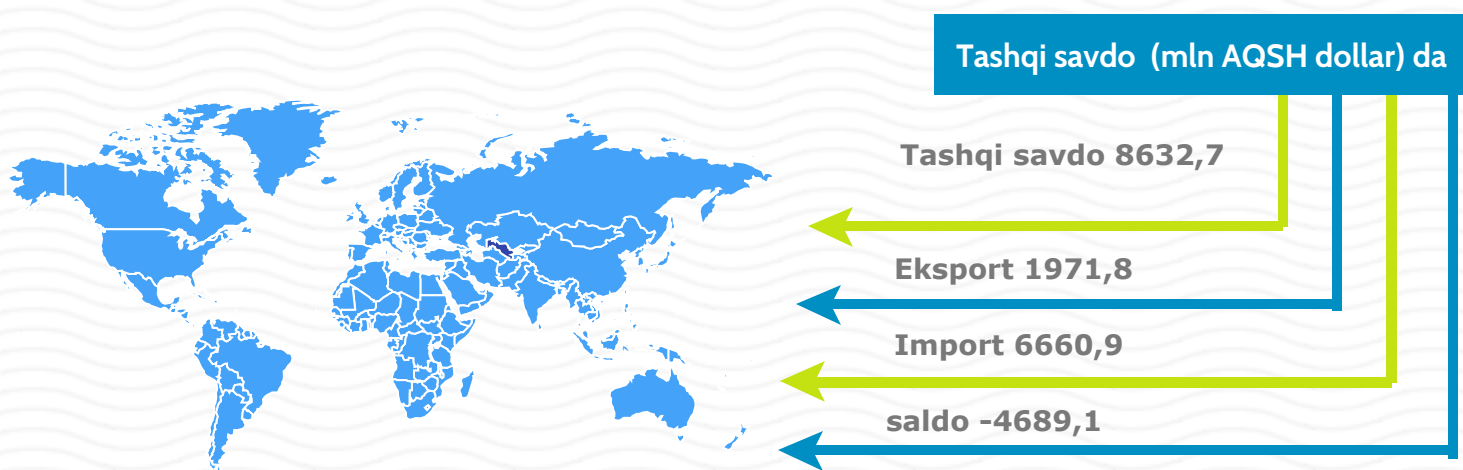 Tashqi savdo (mln AQSH dollar) da
Tashqi savdo 8632,7
Eksport 1971,8
Import 6660,9
saldo -4689,1